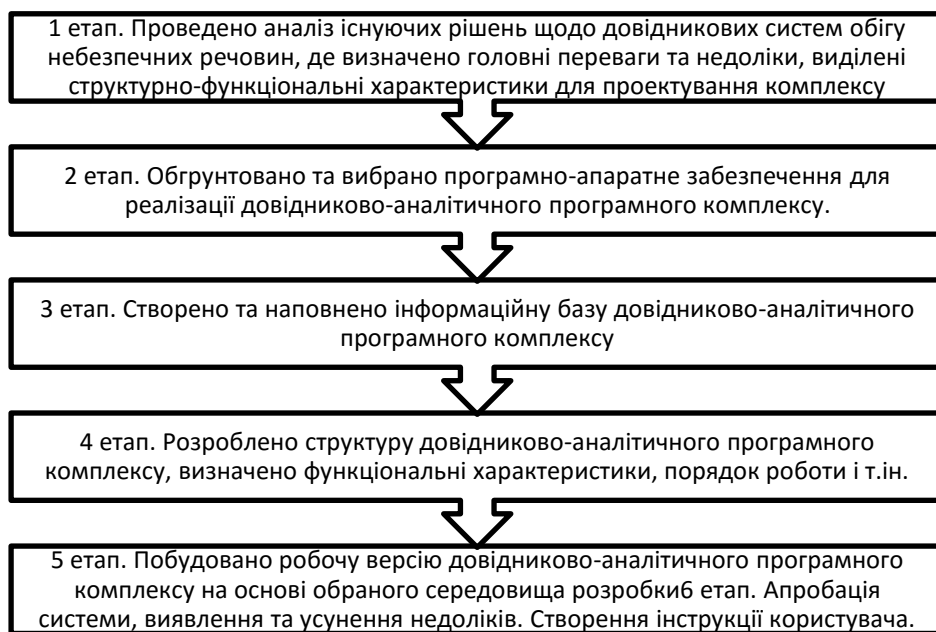 1 етап. Проведено аналіз існуючих рішень щодо довідникових систем обігу
небезпечних речовин, де визначено головні переваги та недоліки, виділені
структурно-функціональні характеристики для проектування комплексу
2 етап. Обгрунтовано та вибрано програмно-апаратне забезпечення для
реалізації довідниково-аналітичного програмного комплексу.
3 етап. Створено та наповнено інформаційну базу довідниково-аналітичного
програмного комплексу
4 етап. Розроблено структуру довідниково-аналітичного програмного
комплексу, визначено функціональні характеристики, порядок роботи і т.ін.
5 етап. Побудовано робочу версію довідниково-аналітичного програмного
комплексу на основі обраного середовища розробки6 етап. Апробація
системи, виявлення та усунення недоліків. Створення інструкції користувача.